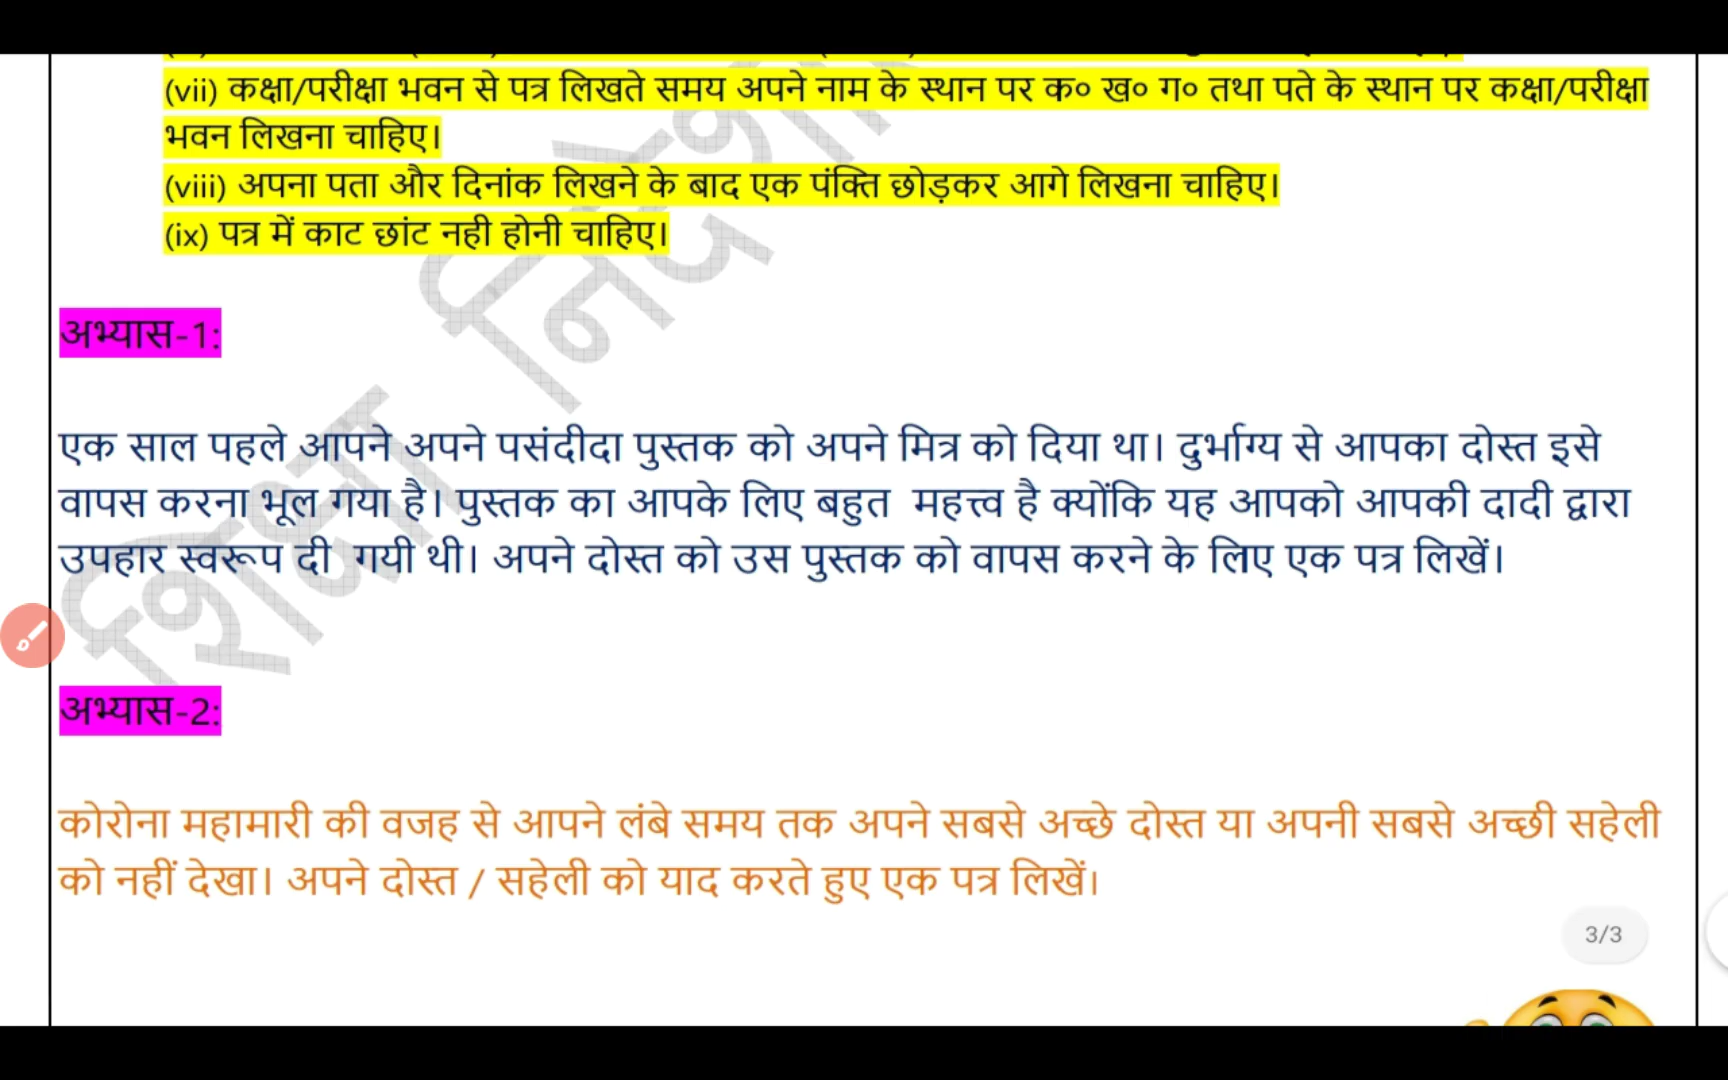 (vii) कक्षा/परीक्षा भवन से पत्र लिखते समय अपने नाम के स्थान पर क० ख० ग० तथा पते के स्थान पर कक्षा/परीक्षा
भवन लिखना चाहिए।
(viii) अपना पता और दिनांक लिखने के बाद एक पंक्ति छोड़कर आगे लिखना चाहिए।
(ix) पत्र में काट छांट नही होनी चाहिए।
अभ्यास-1:
एक साल पहले आपने अपने पसंदीदा पुस्तक को अपने मित्र को दिया था। दुर्भाग्य से आपका दोस्त इसे
वापस करना भूल गया है। पुस्तक का आपके लिए बहुत महत्त्व है क्योंकि यह आपको आपकी दादी द्वारा
उपहार स्वरूप दी गयी थी। अपने दोस्त को उस पुस्तक को वापस करने के लिए एक पत्र लिखें।
अभ्यास-2:
कोरोना महामारी की वजह से आपने लंबे समय तक अपने सबसे अच्छे दोस्त या अपनी सबसे अच्छी सहेली
को नहीं देखा। अपने दोस्त / सहेली को याद करते हुए एक पत्र लिखें।
3/3
शिक्षा